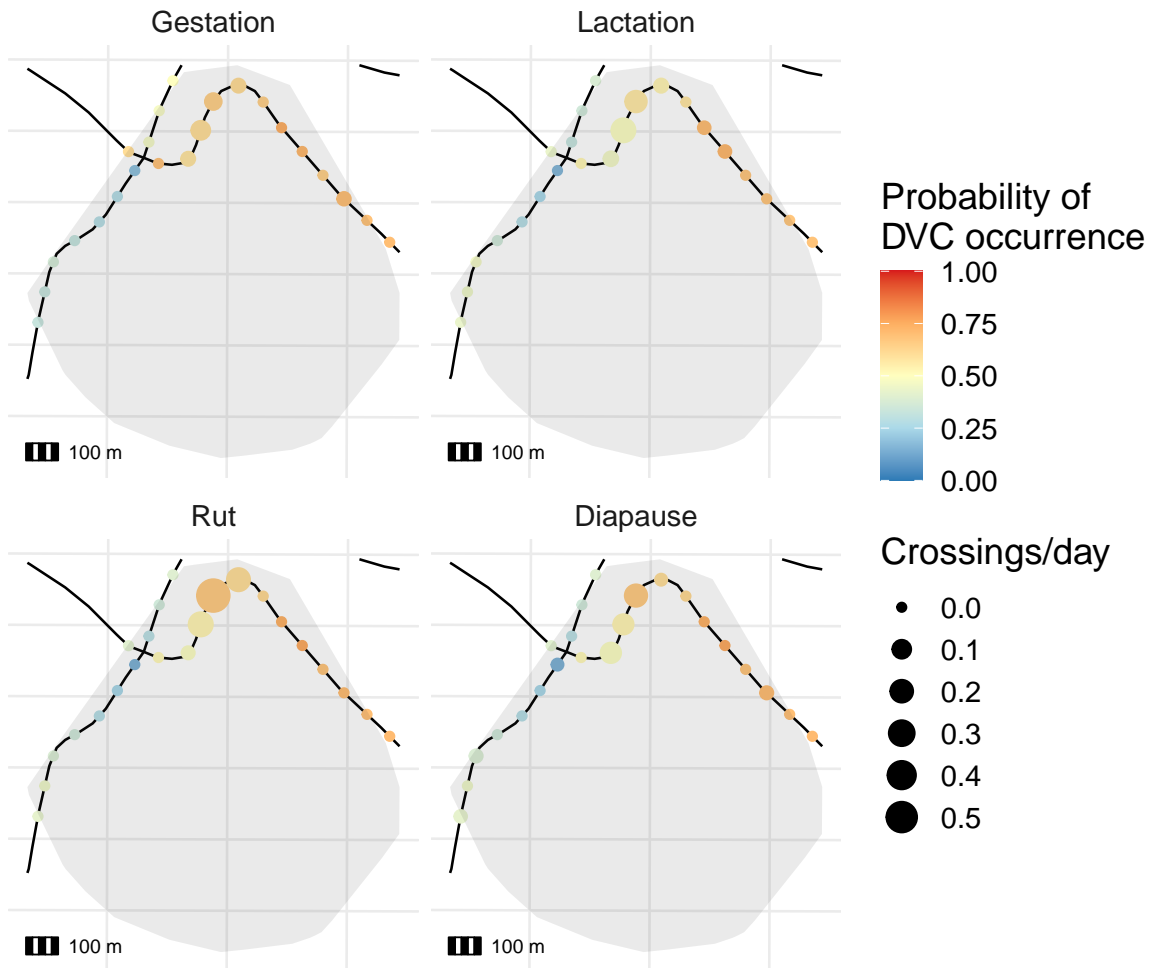 Gestation
Lactation
100 m
100 m
Rut
Diapause
100 m
100 m
Probability of
DVC occurrence
1.00
0.75
0.50
0.25
0.00
Crossings/day
0.0
0.1
0.2
0.3
0.4
0.5